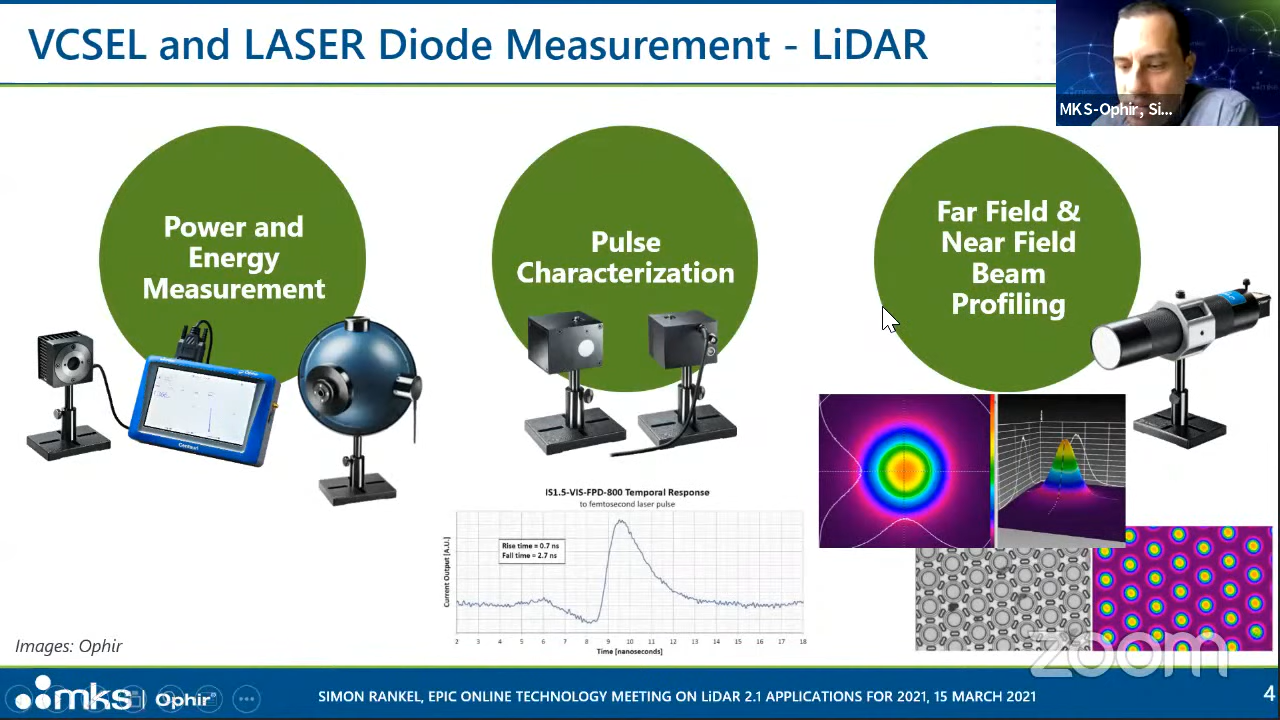 VCSEL and LASER Diode Measurement - LiDAR
MKS-Ophir, Si...
Power and
Energy
Measurement
Pulse
Characterization
Far Field &
Near Field
Beam
Profiling
IS1.5-VIS-FPD-800 Temporal Response
to femtosecond laser pulse
Rise time = 0.7 ns
Fall time = 2.7 ns
Current Output [A.U.]
2 3 4 5 6 7 8 9 10 11 12 13 14 15 16 17 18
Time [nanoseconds]
Images: Ophir
zoom
mks | Ophir®
SIMON RANKEL, EPIC ONLINE TECHNOLOGY MEETING ON LiDAR 2.1 APPLICATIONS FOR 2021, 15 MARCH 2021
4